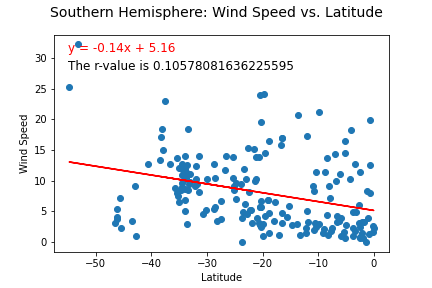 Southern Hemisphere: Wind Speed vs. Latitude
y = -0.14x + 5.16
The r-value is 0.10578081636225595
Wind Speed
30
25
20
15
10
5
0
−50
−40
−30
−20
−10
0
Latitude